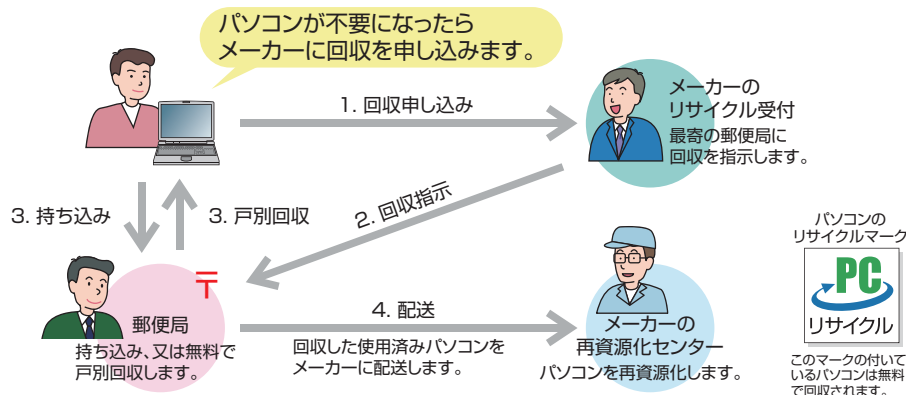 パソコンが不要になったら
メーカーに回収を申し込みます。
1. 回収申し込み
メーカーの
リサイクル受付
最寄の郵便局に
回収を指示します。
2. 回収指示
3. 持ち込み
3. 戸別回収
〒
郵便局
持ち込み、又は無料で
戸別回収します。
4. 配送
回収した使用済みパソコンを
メーカーに配送します。
メーカーの
再資源化センター
パソコンを再資源化します。
パソコンの
リサイクルマーク
PC
リサイクル
このマークの付いて
いるパソコンは無料
で回収されます。